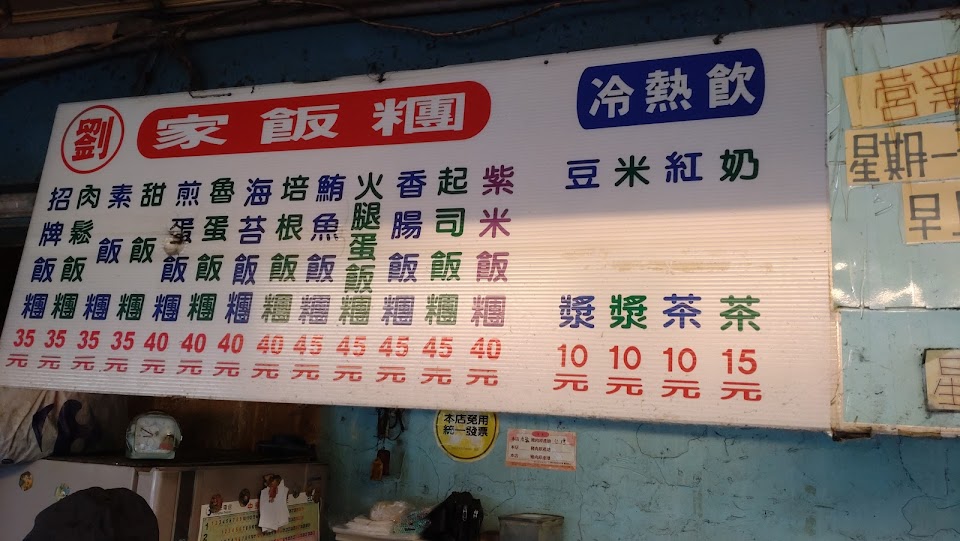 劉
家飯糰
冷熱飲
招牌飯糰 35元
肉鬆飯糰 35元
素飯糰 35元
甜飯糰 35元
煎蛋飯糰 40元
魯蛋飯糰 40元
海苔飯糰 40元
培根飯糰 40元
鮪魚飯糰 45元
火腿蛋飯糰 45元
香腸飯糰 45元
起司飯糰 45元
紫米飯糰 40元
豆漿 10元
米漿 10元
紅茶 10元
奶茶 15元
營業
星期一
早上
星
本店免用
統一發票